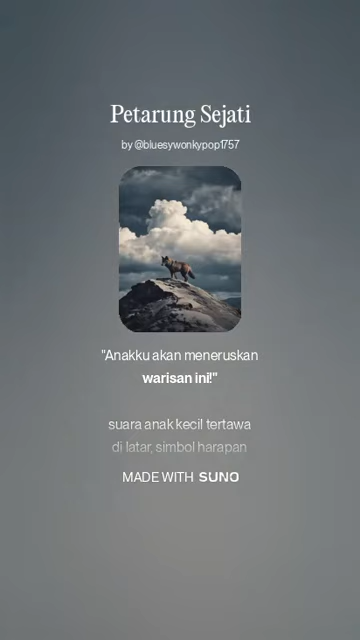 Petarung Sejati
by @bluesywonkypop1757
"Anakku akan meneruskan
warisan ini!"
suara anak kecil tertawa
di latar, simbol harapan
MADE WITH SUNO